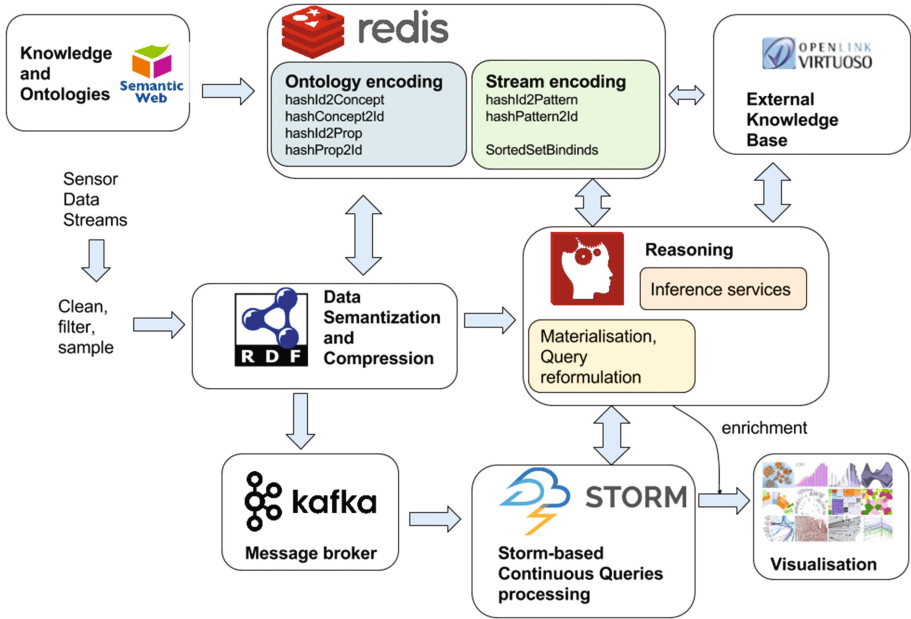 Knowledge
and
Ontologies
Semantic
Web
redis
Ontology encoding
hashId2Concept
hashConcept2Id
hashId2Prop
hashProp2Id
Stream encoding
hashId2Pattern
hashPattern2Id
SortedSetBindinds
OPENLINK
VIRTUOSO
External
Knowledge
Base
Sensor
Data
Streams
Clean,
filter,
sample
RDF
Data
Semantization
and
Compression
Reasoning
Inference services
Materialisation,
Query
reformulation
enrichment
kafka
Message broker
STORM
Storm-based
Continuous Queries
processing
Visualisation